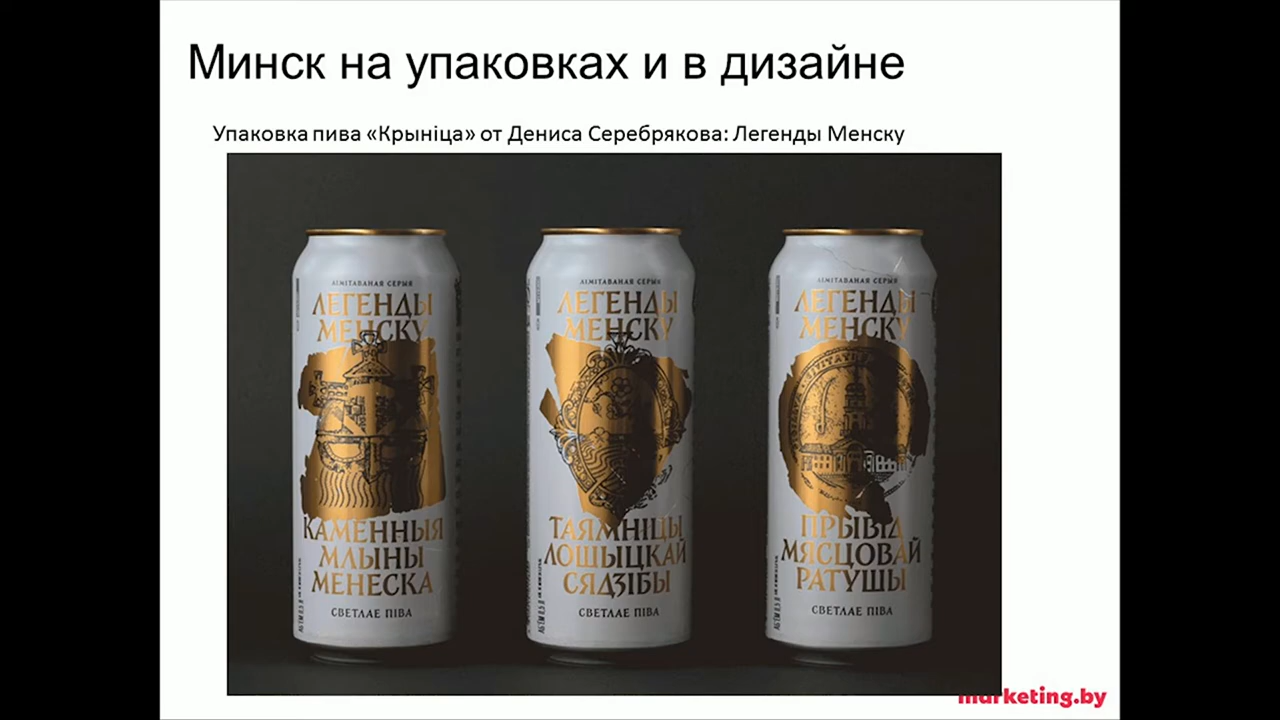 Минск на упаковках и в дизайне
Упаковка пива «Крыніца» от Дениса Серебрякова: Легенды Менску
ЛІМІТАВАНАЯ СЕРЫЯ
ЛЕГЕНДЫ
МЕНСКУ
КАМЕННЫЯ
МЛЫНЫ
МЕНЕСКА
СВЕТЛАЕ ПІВА
ЛІМІТАВАНАЯ СЕРЫЯ
ЛЕГЕНДЫ
МЕНСКУ
ТАЯМНІЦЫ
ЛОШЫЦКАЙ
СЯДЗІБЫ
СВЕТЛАЕ ПІВА
ЛІМІТАВАНАЯ СЕРЫЯ
ЛЕГЕНДЫ
МЕНСКУ
ПРЫВІД
МЯСЦОВАЙ
РАТУШЫ
СВЕТЛАЕ ПІВА
marketing.by